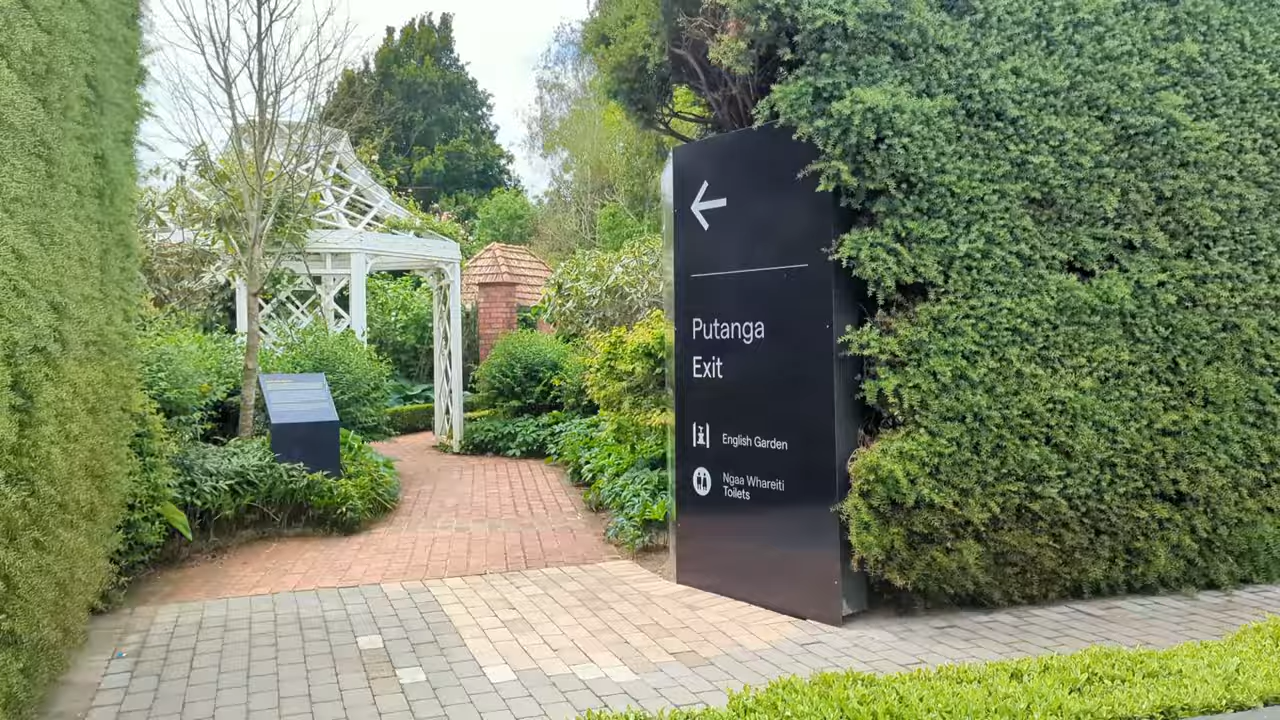 Putanga
Exit
English Garden
Ngaa Whareiti
Toilets